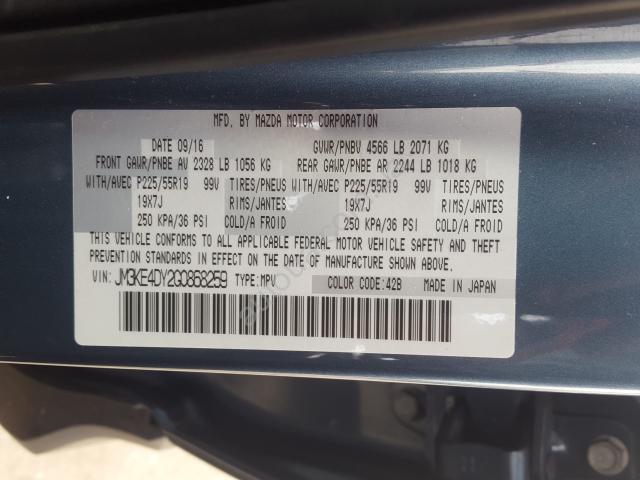 MFD. BY MAZDA MOTOR CORPORATION
DATE 09/16 GVWR/PNBV 4566 LB 2071 KG
FRONT GAWR/PNBE AV 2328 LB 1056 KG REAR GAWR/PNBE AR 2244 LB 1018 KG
WITH/AVEC P225/55R19 99V TIRES/PNEUS WITH/AVEC P225/55R19 99V TIRES/PNEUS
19X7J RIMS/JANTES 19X7J RIMS/JANTES
250 KPA/36 PSI COLD/A FROID 250 KPA/36 PSI COLD/A FROID
THIS VEHICLE CONFORMS TO ALL APPLICABLE FEDERAL MOTOR VEHICLE SAFETY AND THEFT
PREVENTION STANDARDS IN EFFECT ON THE DATE OF MANUFACTURE SHOWN ABOVE.
VIN: JM3KE4DY2G0868259 TYPE:MPV COLOR CODE:42B MADE IN JAPAN